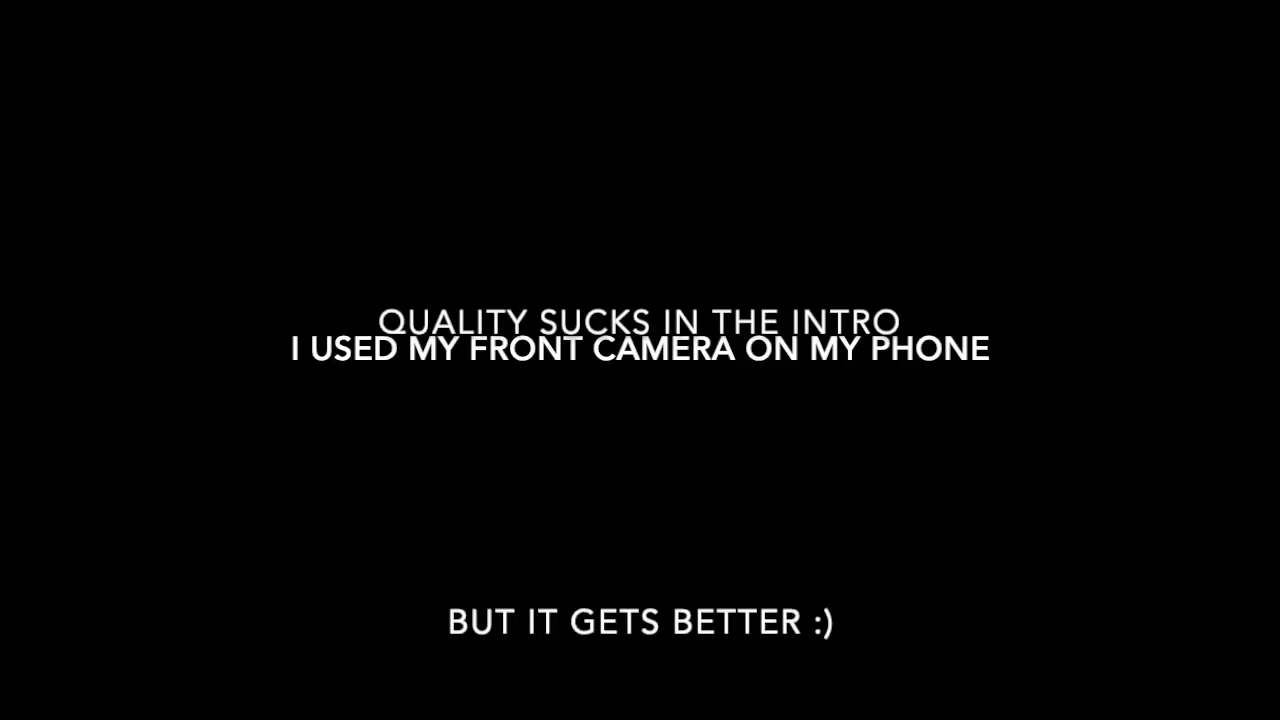 QUALITY SUCKS IN THE INTRO
I USED MY FRONT CAMERA ON MY PHONE
BUT IT GETS BETTER :)